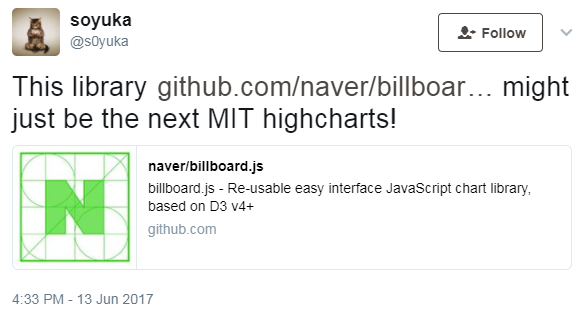 soyuka
@s0yuka
Follow
This library github.com/naver/billboar… might
just be the next MIT highcharts!
N
naver/billboard.js
billboard.js - Re-usable easy interface JavaScript chart library,
based on D3 v4+
github.com
4:33 PM - 13 Jun 2017